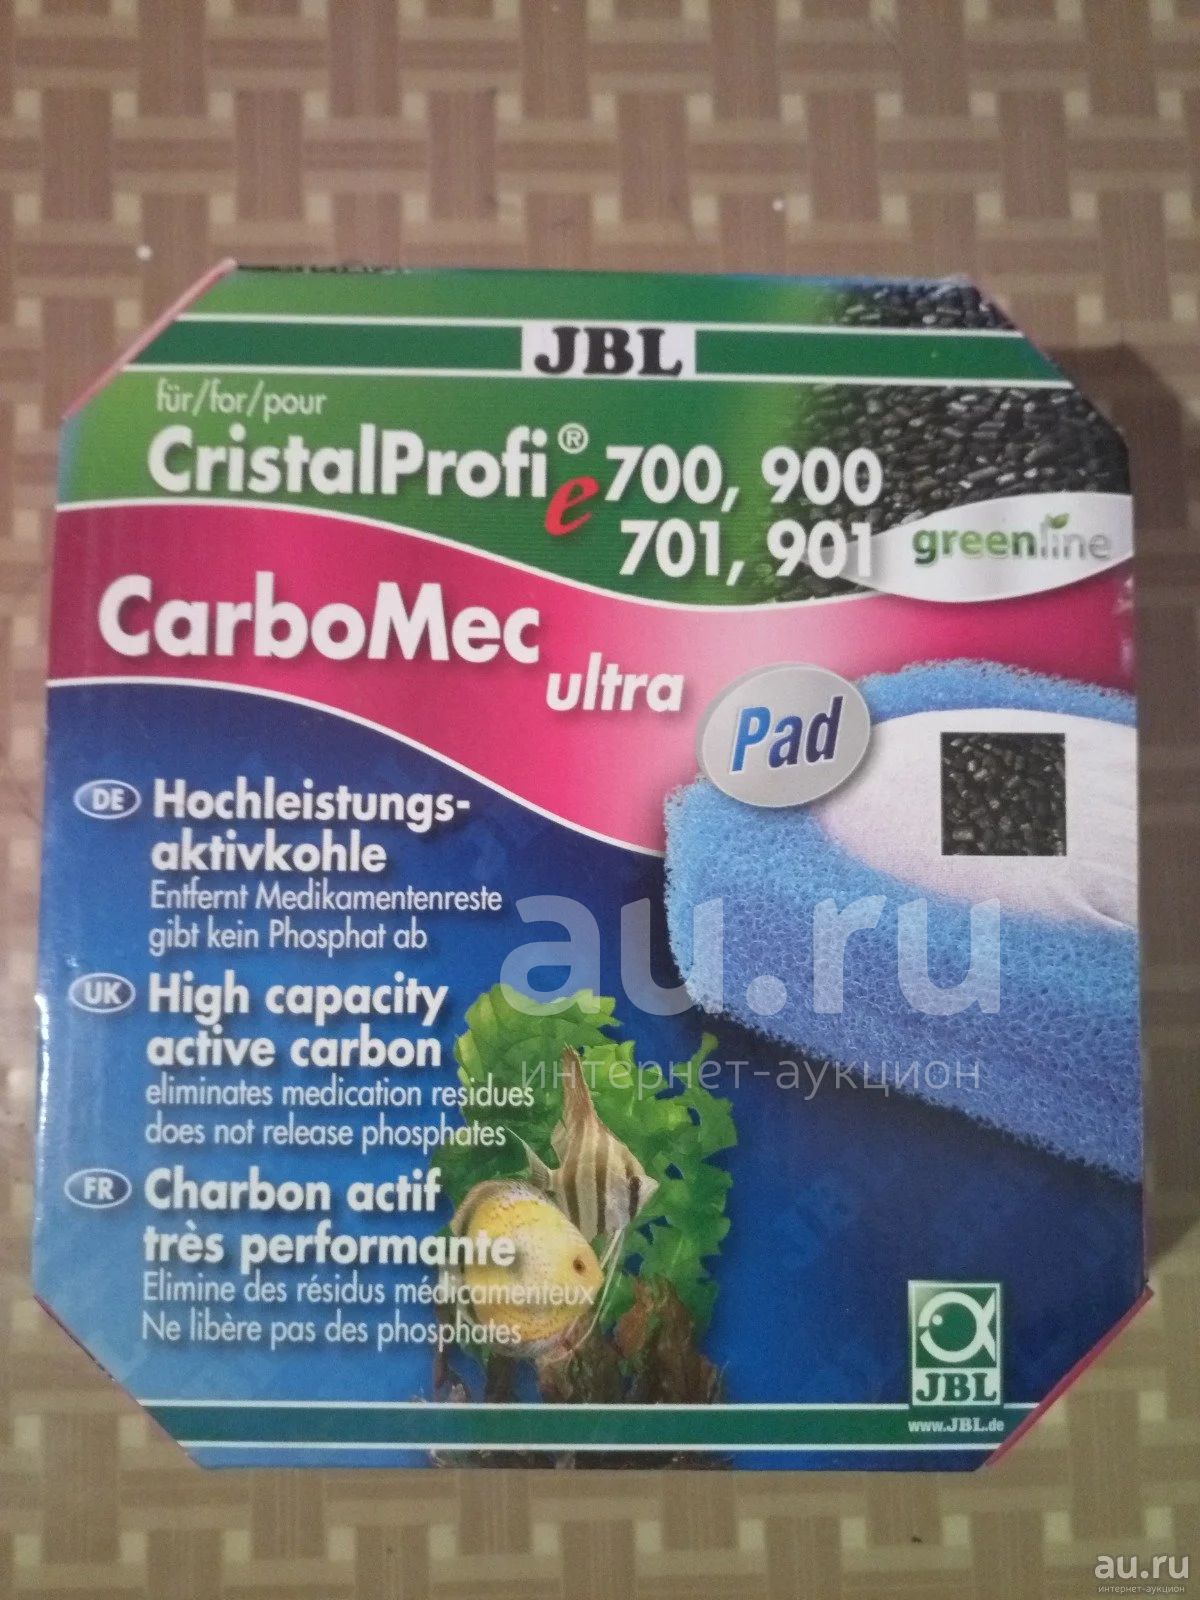 JBL
für/for/pour
CristalProfi® e 700, 900
701, 901
greenline
CarboMec
ultra
Pad
DE Hochleistungs-
aktivkohle
Entfernt Medikamentenreste
gibt kein Phosphat ab
UK High capacity
active carbon
eliminates medication residues
does not release phosphates
FR Charbon actif
très performante
Elimine des résidus médicamenteux
Ne libère pas des phosphates
JBL
www.JBL.de
au.ru
интернет-аукцион
au.ru
интернет-аукцион